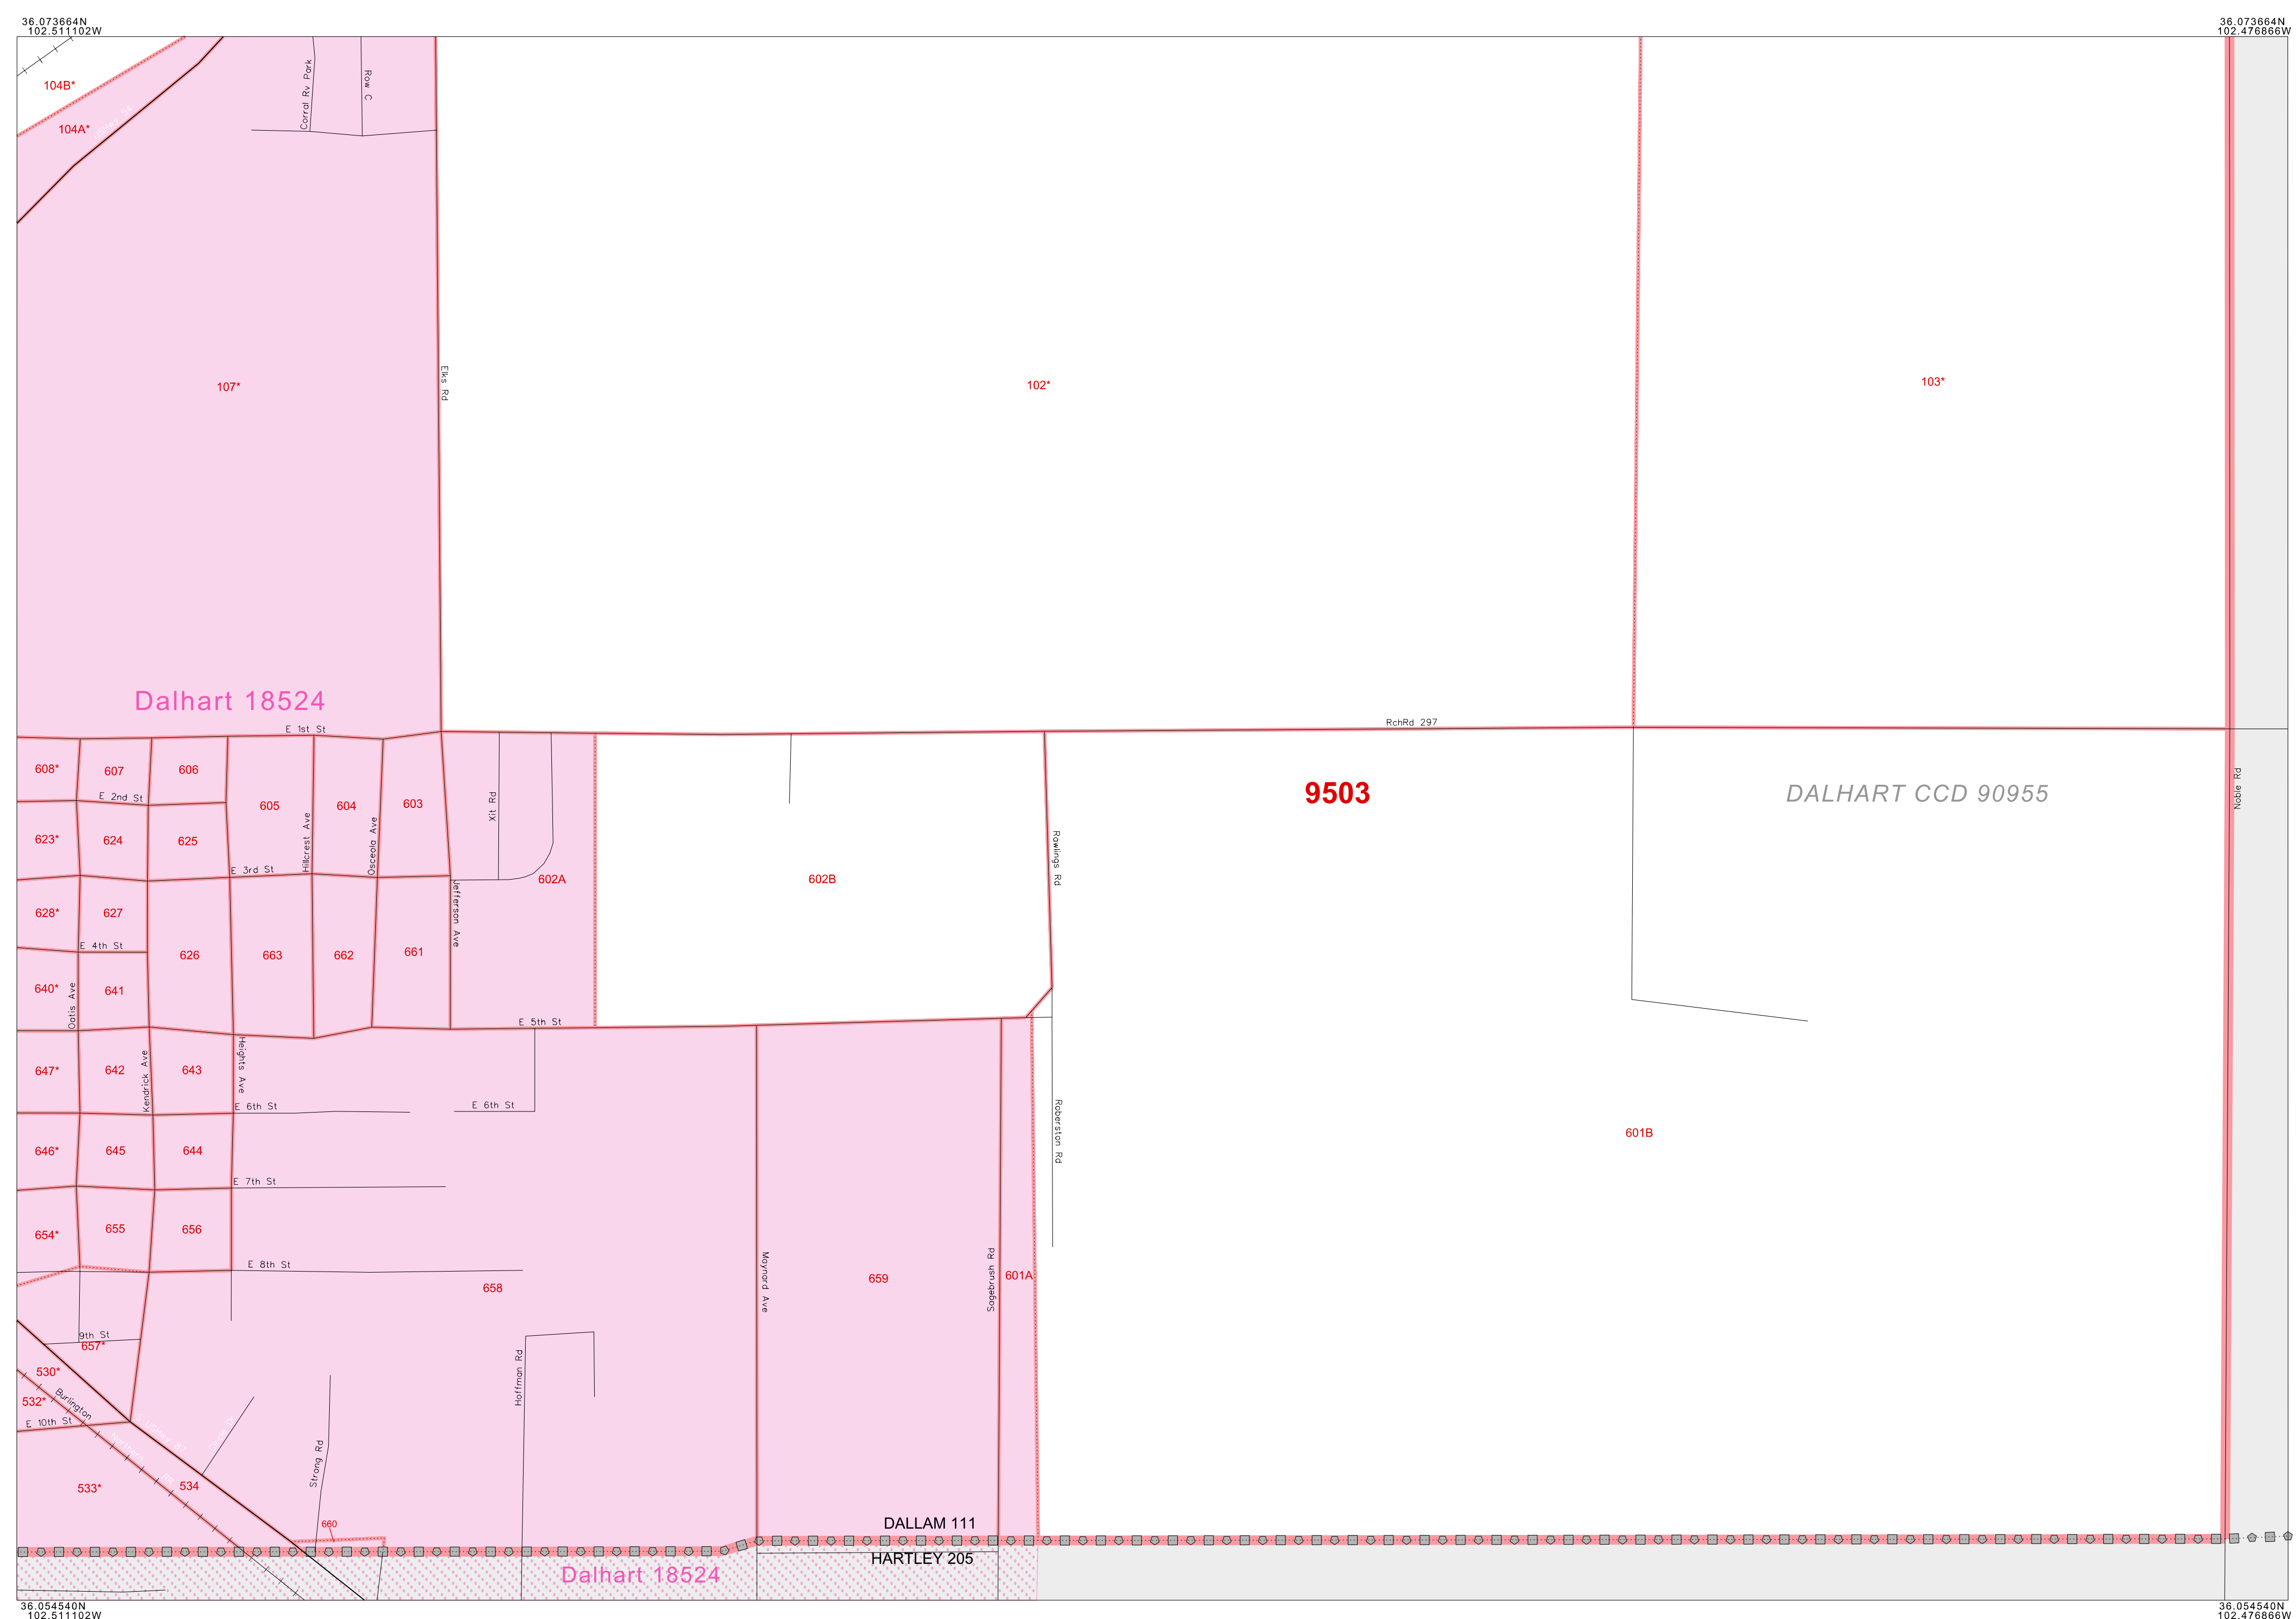 36.073664N
102.511102W
36.073664N
102.476866W
104B*
104A*
Corral Rv Park
Row C
107*
Elks Rd
102*
103*
Dalhart 18524
E 1st St
RchRd 297
608*
607
606
E 2nd St
605
604
603
Xit Rd
9503
DALHART CCD 90955
Noble Rd
623*
624
625
Hillcrest Ave
Osceola Ave
E 3rd St
602A
602B
Rawlings Rd
628*
627
Jefferson Ave
E 4th St
626
663
662
661
640*
641
Oatis Ave
E 5th St
647*
642
643
Kendrick Ave
Heights Ave
E 6th St
E 6th St
Roberston Rd
601B
646*
645
644
E 7th St
654*
655
656
E 8th St
658
Maynard Ave
659
Sagebrush Rd
601A
9th St
657*
530*
532*
Burlington
E 10th St
Hoffman Rd
Strong Rd
533*
534
660
DALLAM 111
HARTLEY 205
Dalhart 18524
36.054540N
102.511102W
36.054540N
102.476866W